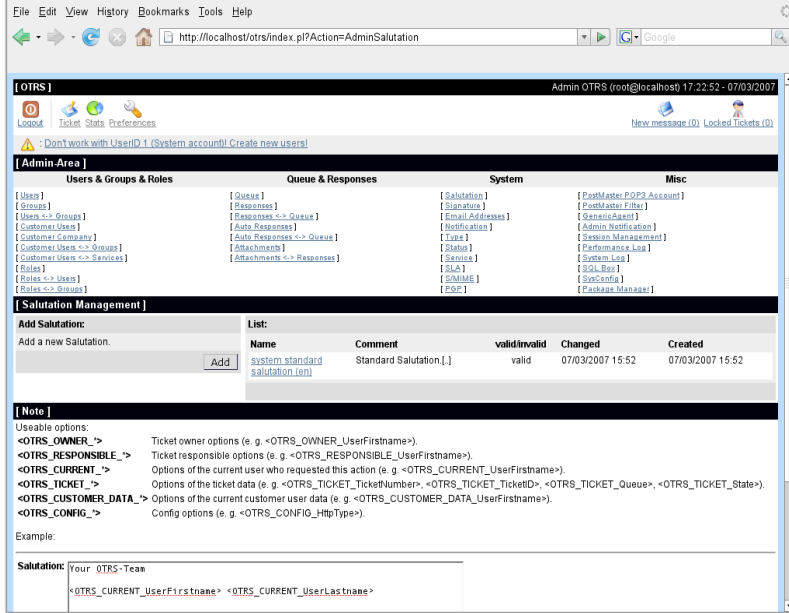 File Edit View History Bookmarks Tools Help
http://localhost/otrs/index.pl?Action=AdminSalutation
G Google
[ OTRS ] Admin OTRS (root@localhost) 17:22:52 - 07/03/2007
Logout Ticket Stats Preferences New message (0) Locked Tickets (0)
: Don't work with UserID 1 (System account)! Create new users!
[ Admin-Area ]
Users & Groups & Roles Queue & Responses System Misc
[ Users ] [ Queue ] [ Salutation ] [ PostMaster POP3 Account ]
[ Groups ] [ Responses ] [ Signature ] [ PostMaster Filter ]
[ Users <-> Groups ] [ Responses <-> Queue ] [ Email Addresses ] [ GenericAgent ]
[ Customer Users ] [ Auto Responses ] [ Notification ] [ Admin Notification ]
[ Customer Company ] [ Auto Responses <-> Queue ] [ Type ] [ Session Management ]
[ Customer Users <-> Groups ] [ Attachments ] [ Status ] [ Performance Log ]
[ Customer Users <-> Services ] [ Attachments <-> Responses ] [ Service ] [ System Log ]
[ Roles ] [ SLA ] [ SQL Box ]
[ Roles <-> Users ] [ S/MIME ] [ SysConfig ]
[ Roles <-> Groups ] [ PGP ] [ Package Manager ]
[ Salutation Management ]
Add Salutation: List:
Add a new Salutation.
Name Comment valid/invalid Changed Created
Add
system standard Standard Salutation.[..] valid 07/03/2007 15:52 07/03/2007 15:52
salutation (en)
[ Note ]
Useable options:
<OTRS_OWNER_*> Ticket owner options (e. g. <OTRS_OWNER_UserFirstname>).
<OTRS_RESPONSIBLE_*> Ticket responsible options (e. g. <OTRS_RESPONSIBLE_UserFirstname>).
<OTRS_CURRENT_*> Options of the current user who requested this action (e. g. <OTRS_CURRENT_UserFirstname>).
<OTRS_TICKET_*> Options of the ticket data (e. g. <OTRS_TICKET_TicketNumber>, <OTRS_TICKET_TicketID>, <OTRS_TICKET_Queue>, <OTRS_TICKET_State>).
<OTRS_CUSTOMER_DATA_*> Options of the current customer user data (e. g. <OTRS_CUSTOMER_DATA_UserFirstname>).
<OTRS_CONFIG_*> Config options (e. g. <OTRS_CONFIG_HttpType>).
Example:
Salutation: Your OTRS-Team
<OTRS_CURRENT_UserFirstname> <OTRS_CURRENT_UserLastname>